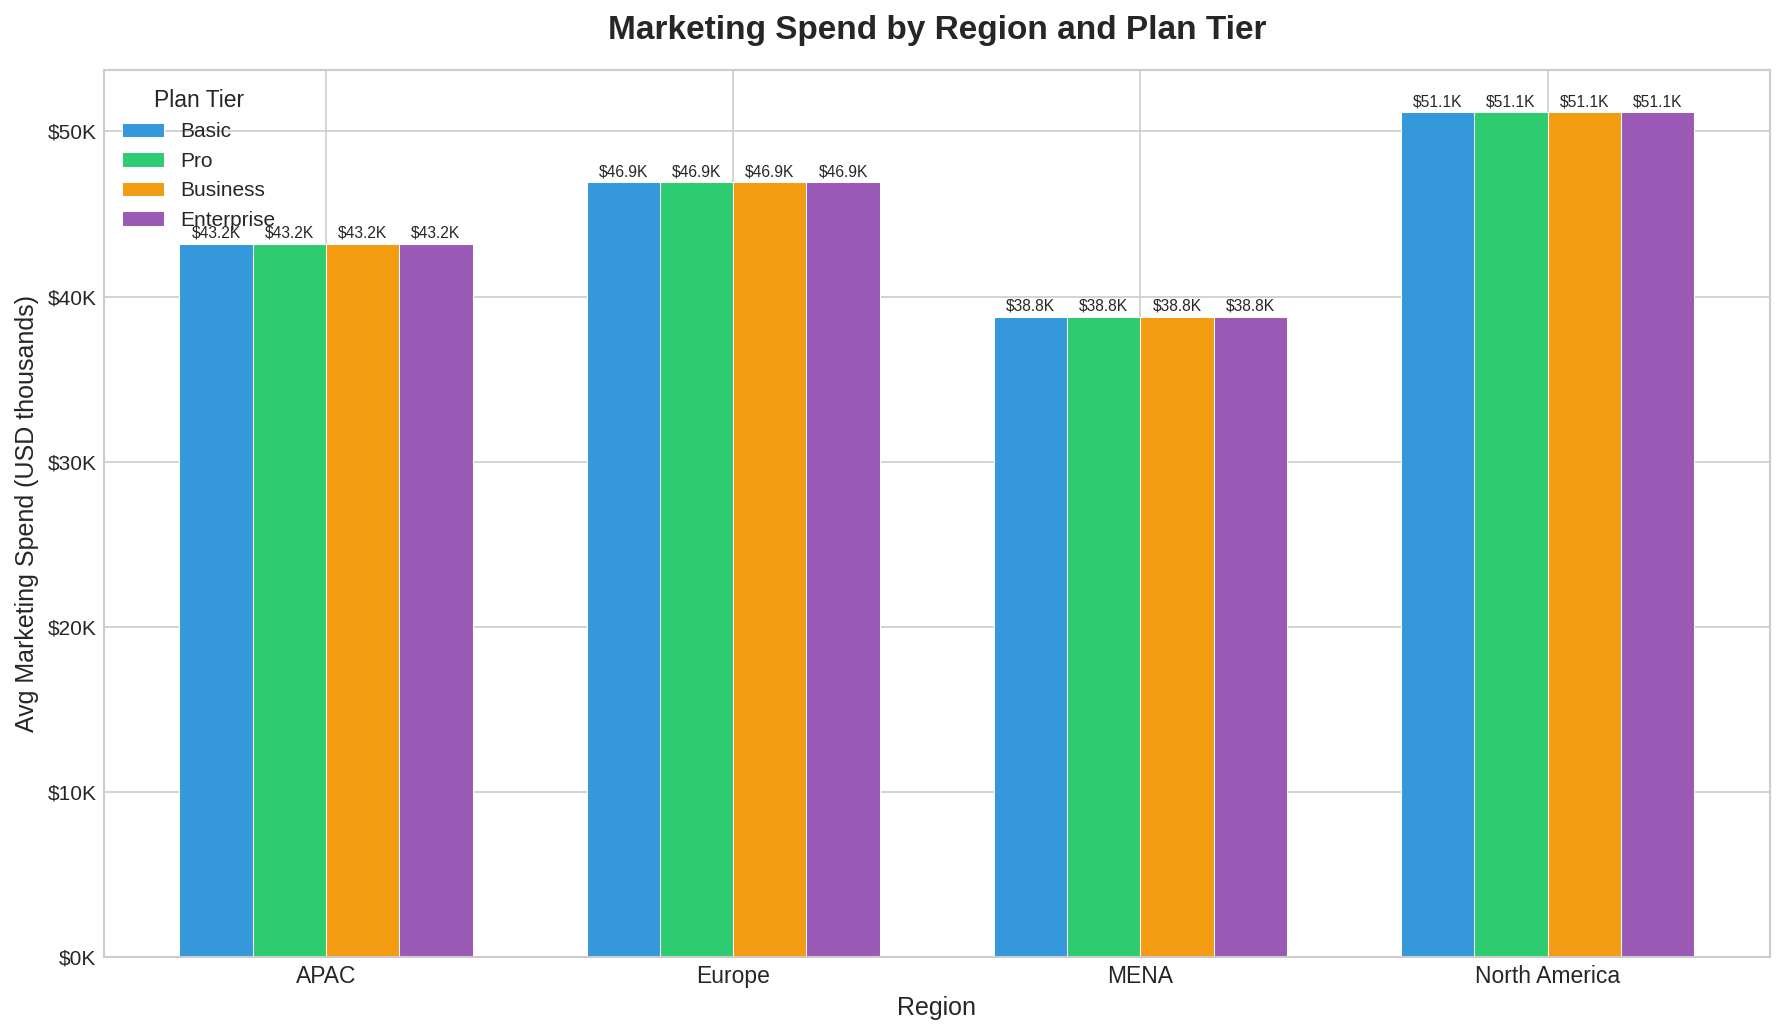 Marketing Spend by Region and Plan Tier
Plan Tier
Basic
Pro
Business
Enterprise
$50K
$40K
$30K
$20K
$10K
$0K
Avg Marketing Spend (USD thousands)
$43.2K $43.2K $43.2K $43.2K
$46.9K $46.9K $46.9K $46.9K
$38.8K $38.8K $38.8K $38.8K
$51.1K $51.1K $51.1K $51.1K
APAC Europe MENA North America
Region